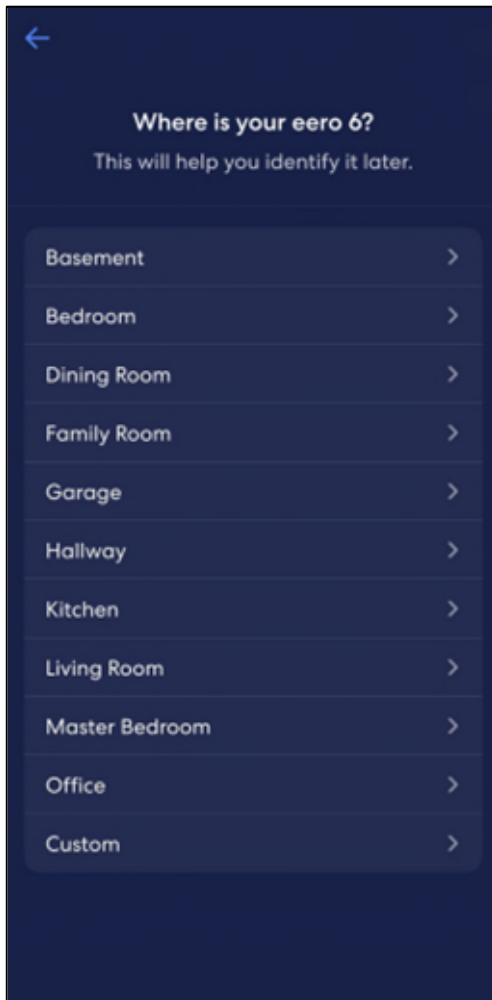 Where is your eero 6?
This will help you identify it later.
Basement
Bedroom
Dining Room
Family Room
Garage
Hallway
Kitchen
Living Room
Master Bedroom
Office
Custom